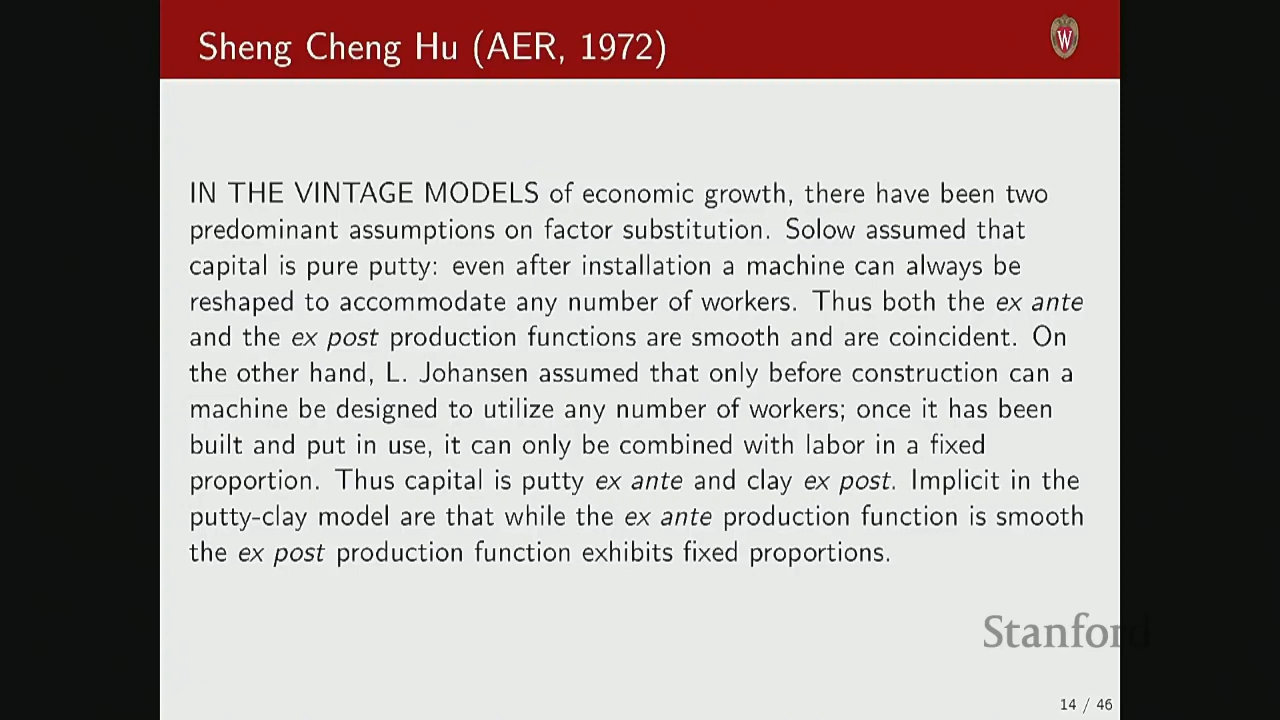 Sheng Cheng Hu (AER, 1972)
W
IN THE VINTAGE MODELS of economic growth, there have been two
predominant assumptions on factor substitution. Solow assumed that
capital is pure putty: even after installation a machine can always be
reshaped to accommodate any number of workers. Thus both the ex ante
and the ex post production functions are smooth and are coincident. On
the other hand, L. Johansen assumed that only before construction can a
machine be designed to utilize any number of workers; once it has been
built and put in use, it can only be combined with labor in a fixed
proportion. Thus capital is putty ex ante and clay ex post. Implicit in the
putty-clay model are that while the ex ante production function is smooth
the ex post production function exhibits fixed proportions.
Stanford
14 / 46